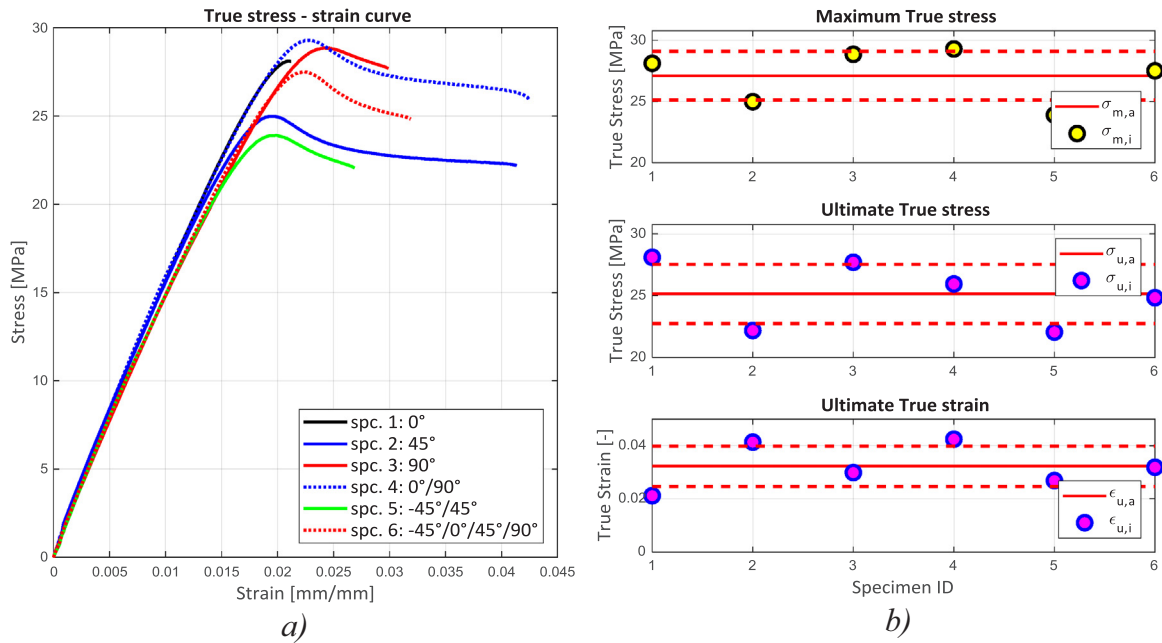 True stress - strain curve
Stress [MPa]
30
25
20
15
10
5
0
0 0.005 0.01 0.015 0.02 0.025 0.03 0.035 0.04 0.045
Strain [mm/mm]
spc. 1: 0°
spc. 2: 45°
spc. 3: 90°
spc. 4: 0°/90°
spc. 5: -45°/45°
spc. 6: -45°/0°/45°/90°
a)
Maximum True stress
True Stress [MPa]
30
25
20
1 2 3 4 5 6
σm,a
σm,i
Ultimate True stress
True Stress [MPa]
30
25
20
1 2 3 4 5 6
σu,a
σu,i
Ultimate True strain
True Strain [-]
0.04
0.02
0
1 2 3 4 5 6
ϵu,a
ϵu,i
Specimen ID
b)